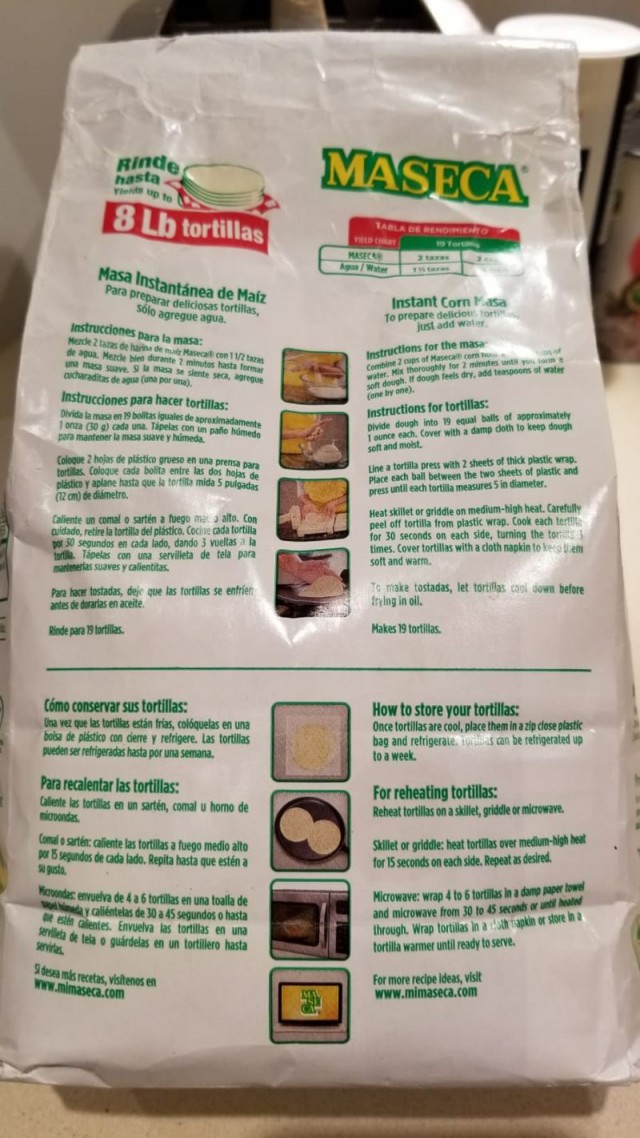 Rinde
hasta
Yields up to
8 Lb tortillas
MASECA®
TABLA DE RENDIMIENTO
YIELD CHART
19 Tortillas
MASECA®
2 tazas
Agua / Water
1 ½ tazas
Masa Instantánea de Maíz
Para preparar deliciosas tortillas,
sólo agregue agua.
Instrucciones para la masa:
Mezcle 2 tazas de harina de maíz Maseca® con 1 1/2 tazas
de agua. Mezcle bien durante 2 minutos hasta formar
una masa suave. Si la masa se siente seca, agregue
cucharaditas de agua (una por una).
Instrucciones para hacer tortillas:
Divida la masa en 19 bolitas iguales de aproximadamente
1 onza (30 g) cada una. Tápelas con un paño húmedo
para mantener la masa suave y húmeda.
Coloque 2 hojas de plástico grueso en una prensa para
tortillas. Coloque cada bolita entre las dos hojas de
plástico y aplane hasta que la tortilla mida 5 pulgadas
(12 cm) de diámetro.
Caliente un comal o sartén a fuego alto. Con
cuidado, retire la tortilla del plástico. Cocine cada tortilla
por 30 segundos en cada lado, dando 3 vueltas a la
tortilla. Tápelas con una servilleta de tela para
mantenerlas suaves y calientitas.
Para hacer tostadas, deje que las tortillas se enfríen
antes de dorarlas en aceite.
Rinde para 19 tortillas.
Instant Corn Masa
To prepare delicious tortillas,
just add water.
Instructions for the masa:
Combine 2 cups of Maseca® corn of
water. Mix thoroughly for 2 minutes until you form a
soft dough. If dough feels dry, add teaspoons of water
(one by one).
Instructions for tortillas:
Divide dough into 19 equal balls of approximately
1 ounce each. Cover with a damp cloth to keep dough
soft and moist.
Line a tortilla press with 2 sheets of thick plastic wrap.
Place each ball between the two sheets of plastic and
press until each tortilla measures 5 in diameter.
Heat skillet or griddle on medium-high heat. Carefully
peel off tortilla from plastic wrap. Cook each tortilla
for 30 seconds on each side, turning the tortilla 3
times. Cover tortillas with a cloth napkin to keep them
soft and warm.
To make tostadas, let tortillas cool down before
frying in oil.
Makes 19 tortillas.
Cómo conservar sus tortillas:
Una vez que las tortillas están frías, colóquelas en una
bolsa de plástico con cierre y refrigere. Las tortillas
pueden ser refrigeradas hasta por una semana.
Para recalentar las tortillas:
Caliente las tortillas en un sartén, comal u horno de
microondas.
Comal o sartén: caliente las tortillas a fuego medio alto
por 15 segundos de cada lado. Repita hasta que estén a
su gusto.
Microondas: envuelva de 4 a 6 tortillas en una toalla de
papel húmeda y caliéntelas de 30 a 45 segundos o hasta
que estén calientes. Envuelva las tortillas en una
servilleta de tela o guárdelas en un tortillero hasta
servirlas.
Si desea más recetas, visítenos en
www.mimaseca.com
How to store your tortillas:
Once tortillas are cool, place them in a zip close plastic
bag and refrigerate. Tortillas can be refrigerated up
to a week.
For reheating tortillas:
Reheat tortillas on a skillet, griddle or microwave.
Skillet or griddle: heat tortillas over medium-high heat
for 15 seconds on each side. Repeat as desired.
Microwave: wrap 4 to 6 tortillas in a damp paper towel
and microwave from 30 to 45 seconds or until heated
through. Wrap tortillas in a cloth napkin or store in a
tortilla warmer until ready to serve.
For more recipe ideas, visit
www.mimaseca.com
MA
SE
CA